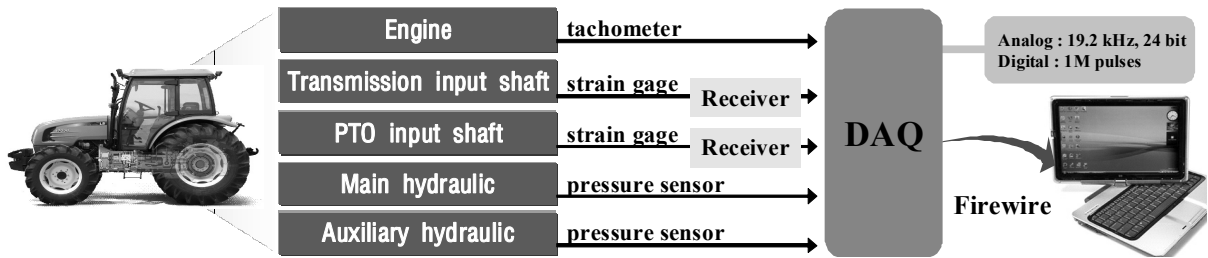 Engine
tachometer
Transmission input shaft
strain gage
Receiver
PTO input shaft
strain gage
Receiver
Main hydraulic
pressure sensor
Auxiliary hydraulic
pressure sensor
DAQ
Analog : 19.2 kHz, 24 bit
Digital : 1M pulses
Firewire